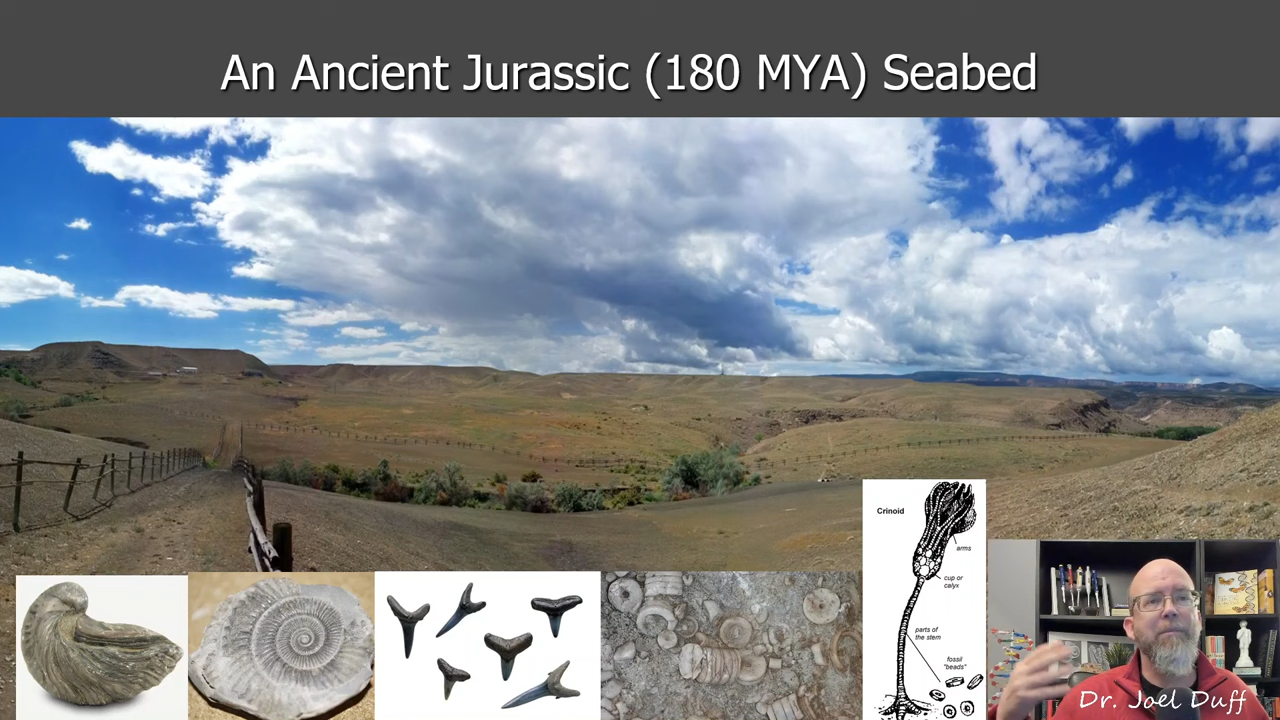 An Ancient Jurassic (180 MYA) Seabed
Crinoid
arms
cup or
calyx
parts of
the stem
fossil
"beads"
Dr. Joel Duff